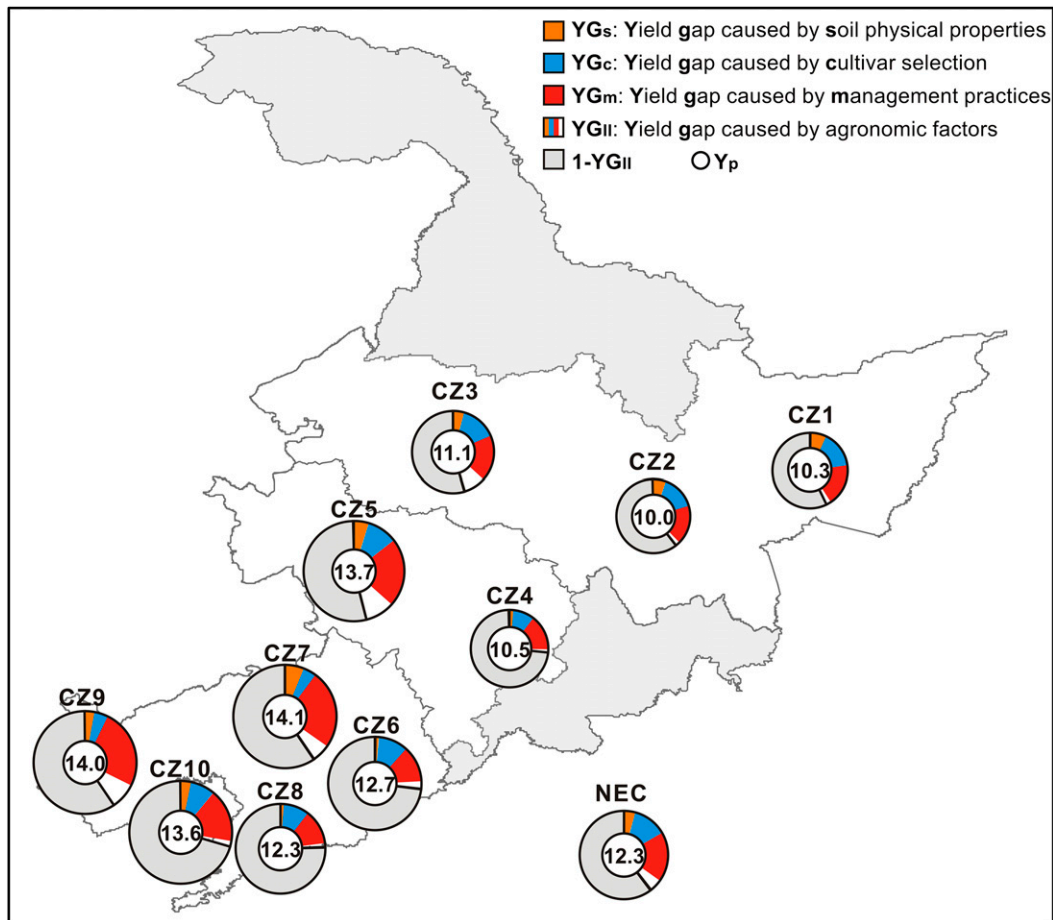 YGs: Yield gap caused by soil physical properties
YGc: Yield gap caused by cultivar selection
YGm: Yield gap caused by management practices
YGII: Yield gap caused by agronomic factors
1-YGII
Yp
CZ3
11.1
CZ1
10.3
CZ2
10.0
CZ5
13.7
CZ4
10.5
CZ7
14.1
CZ9
14.0
CZ6
12.7
CZ10
13.6
CZ8
12.3
NEC
12.3